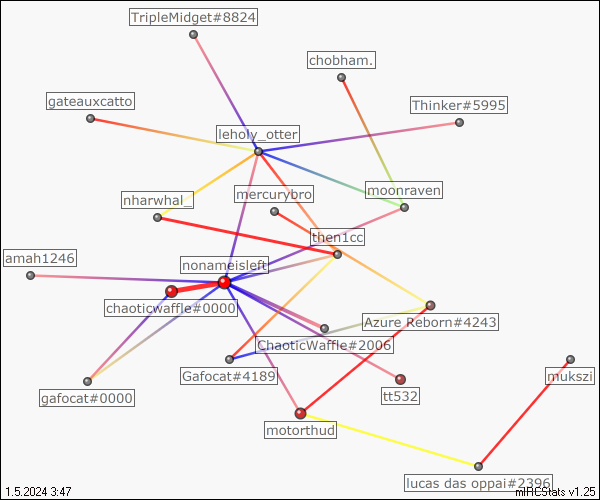 TripleMidget#8824
chobham.
gateauxcatto
Thinker#5995
leholy_otter
mercurybro
moonraven
nharwhal_
then1cc
amah1246
nonameisleft
chaoticwaffle#0000
Azure Reborn#4243
ChaoticWaffle#2006
Gafocat#4189
mukszi
gafocat#0000
tt532
motorthud
lucas das oppai#2396
1.5.2024 3:47
mIRCStats v1.25